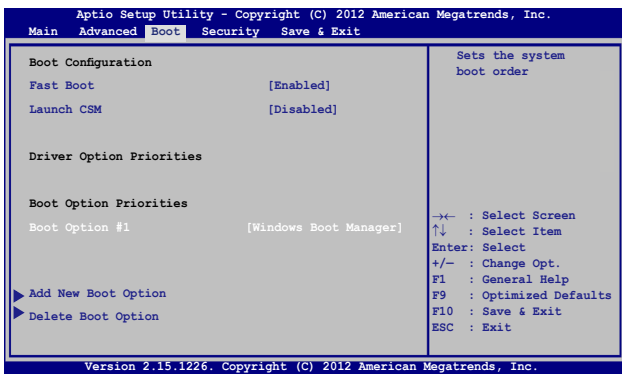 Aptio Setup Utility - Copyright (C) 2012 American Megatrends, Inc.
Main Advanced Boot Security Save & Exit
Boot Configuration
Fast Boot [Enabled]
Launch CSM [Disabled]
Driver Option Priorities
Boot Option Priorities
Boot Option #1 [Windows Boot Manager]
Add New Boot Option
Delete Boot Option
Sets the system
boot order
→← : Select Screen
↑↓ : Select Item
Enter: Select
+/— : Change Opt.
F1 : General Help
F9 : Optimized Defaults
F10 : Save & Exit
ESC : Exit
Version 2.15.1226. Copyright (C) 2012 American Megatrends, Inc.